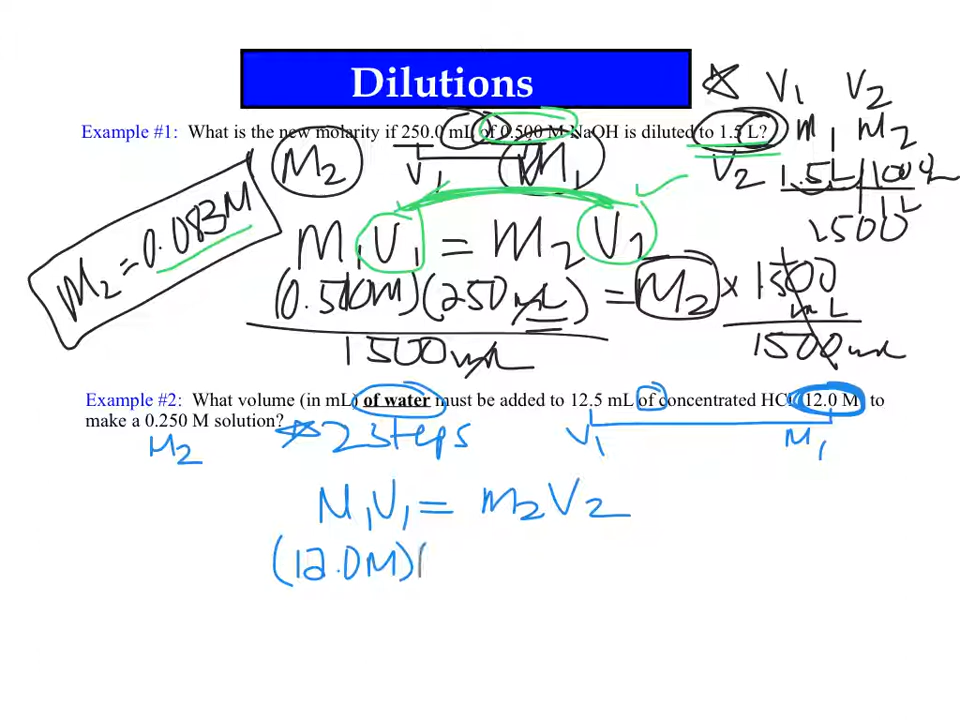 Dilutions
☆ V1 V2
Example #1: What is the new molarity if 250.0 mL of 0.500 M NaOH is diluted to 1.5 L?
M1 M2
M2 V1 M1 V2
1.5L 1000
1L
1500
M2 = 0.083M
M1V1 = M2V2
(0.500M)(250mL) = M2 × 1500 mL
1500mL 1500mL
Example #2: What volume (in mL) of water must be added to 12.5 mL of concentrated HCl (12.0 M) to
make a 0.250 M solution?
M2 ☆ 2 steps V1 M1
M1V1 = M2V2
(12.0M)(